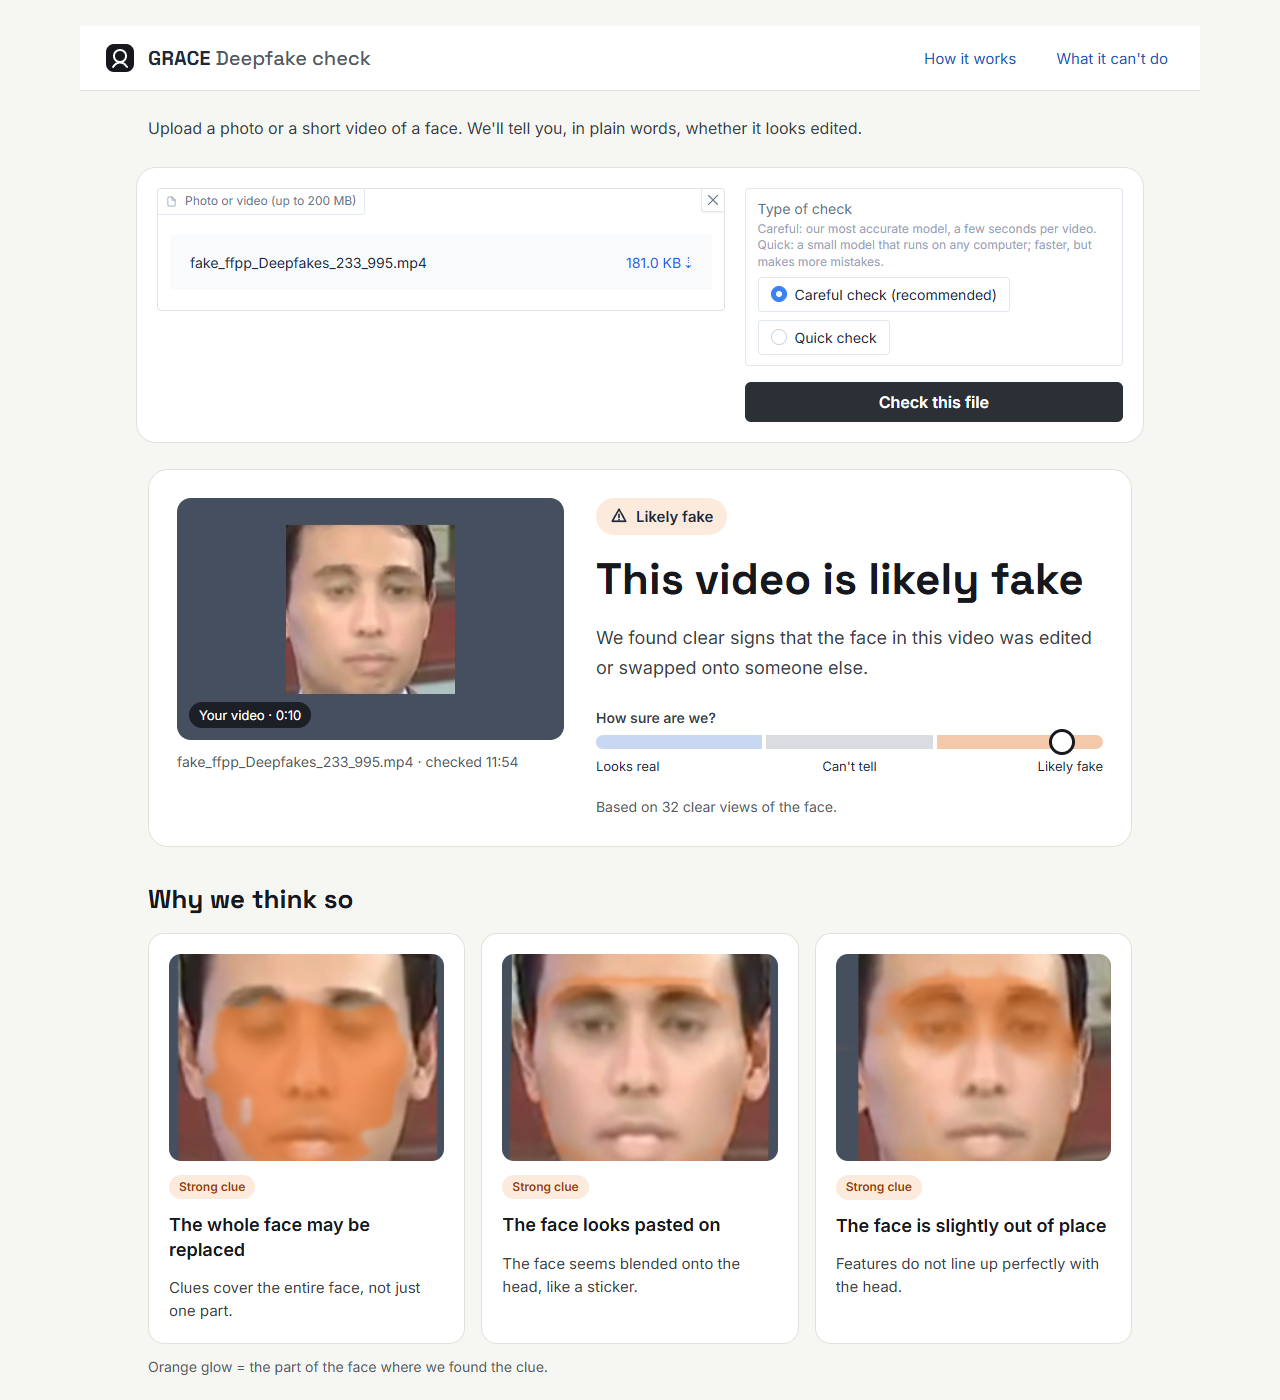 GRACE Deepfake check
How it works
What it can't do
Upload a photo or a short video of a face. We'll tell you, in plain words, whether it looks edited.
Photo or video (up to 200 MB)
fake_ffpp_Deepfakes_233_995.mp4
181.0 KB ⇣
Type of check
Careful: our most accurate model, a few seconds per video.
Quick: a small model that runs on any computer; faster, but
makes more mistakes.
Careful check (recommended)
Quick check
Check this file
Your video · 0:10
fake_ffpp_Deepfakes_233_995.mp4 · checked 11:54
Likely fake
This video is likely fake
We found clear signs that the face in this video was edited
or swapped onto someone else.
How sure are we?
Looks real
Can't tell
Likely fake
Based on 32 clear views of the face.
Why we think so
Strong clue
The whole face may be
replaced
Clues cover the entire face, not just
one part.
Strong clue
The face looks pasted on
The face seems blended onto the
head, like a sticker.
Strong clue
The face is slightly out of place
Features do not line up perfectly with
the head.
Orange glow = the part of the face where we found the clue.